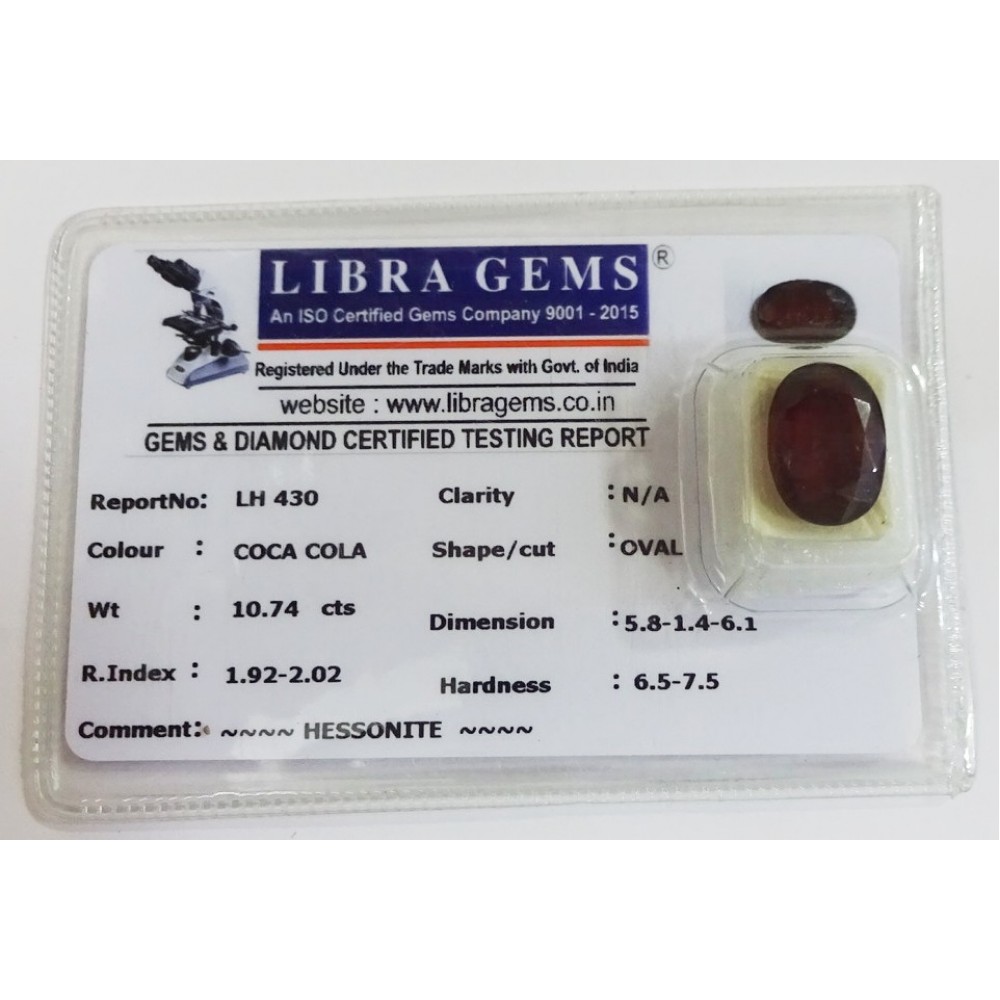 LIBRA GEMS ®
An ISO Certified Gems Company 9001 - 2015
Registered Under the Trade Marks with Govt. of India
website : www.libragems.co.in
GEMS & DIAMOND CERTIFIED TESTING REPORT
ReportNo: LH 430 Clarity : N/A
Colour : COCA COLA Shape/cut : OVAL
Wt : 10.74 cts Dimension : 5.8-1.4-6.1
R.Index : 1.92-2.02 Hardness : 6.5-7.5
Comment: ~~~~ HESSONITE ~~~~